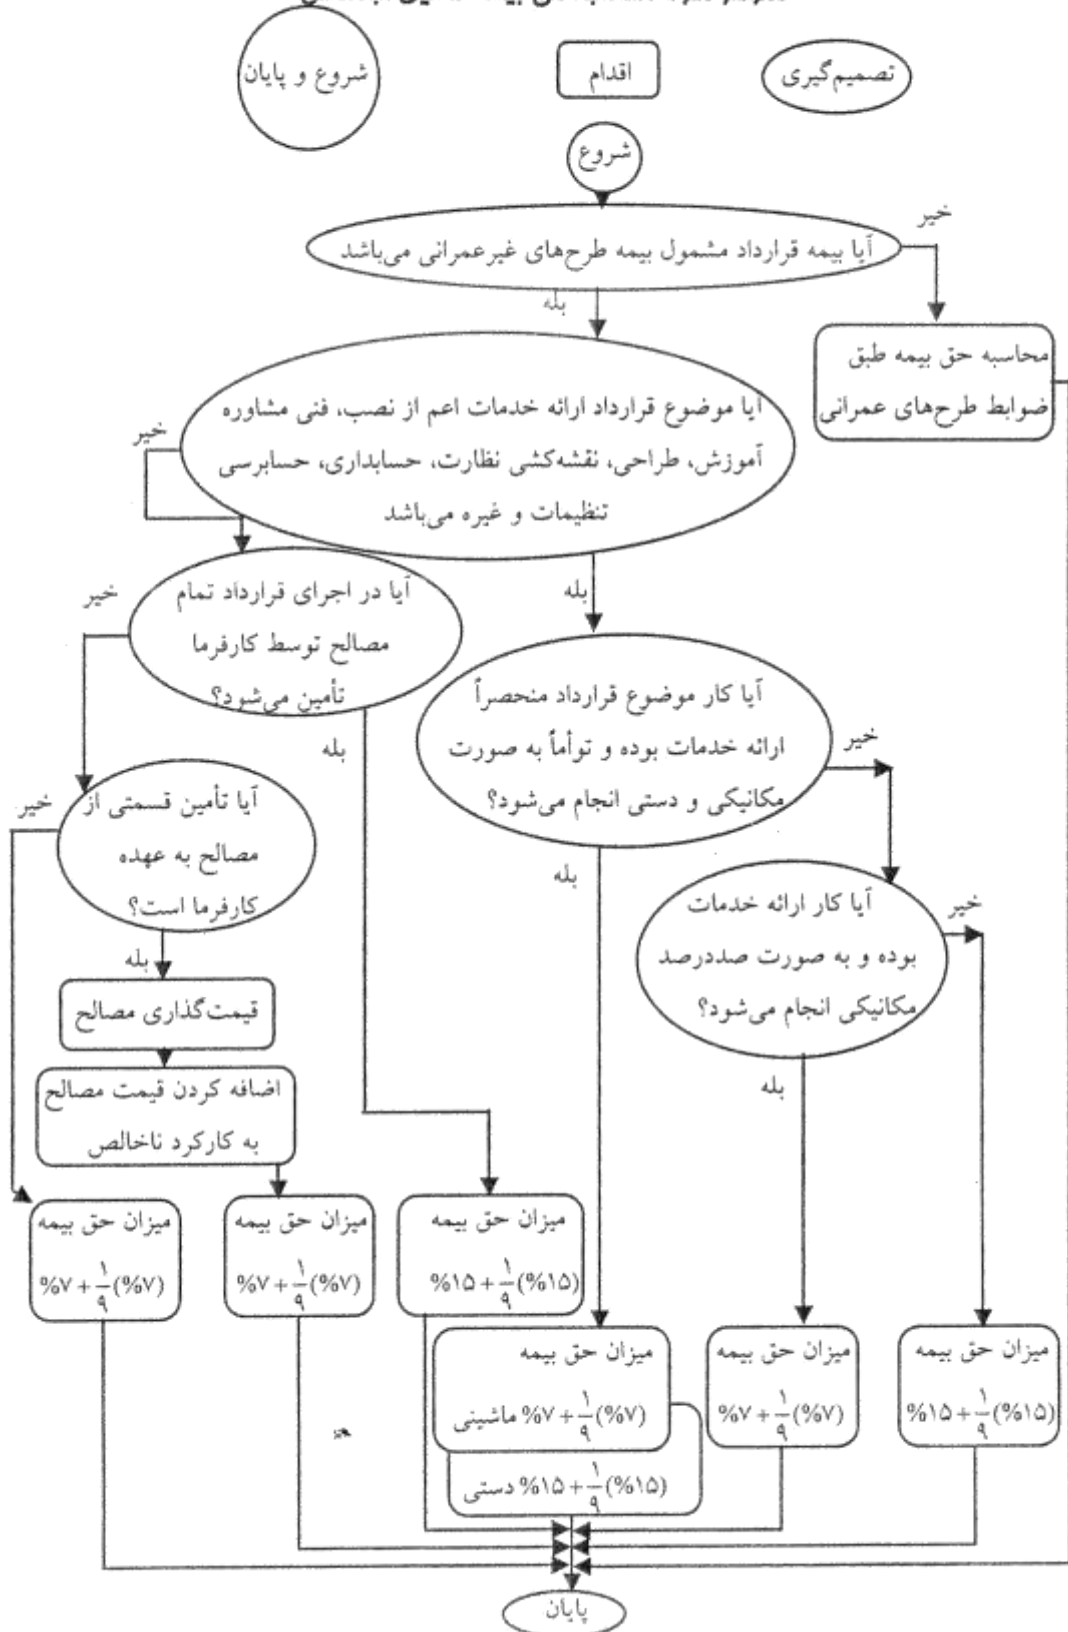 شروع و پایان
اقدام
تصمیم‌گیری
شروع
آیا بیمه قرارداد مشمول بیمه طرح‌های غیرعمرانی می‌باشد
خیر
بله
محاسبه حق بیمه طبق
ضوابط طرح‌های عمرانی
آیا موضوع قرارداد ارائه خدمات اعم از نصب، فنی مشاوره
آموزش، طراحی، نقشه‌کشی نظارت، حسابداری، حسابرسی
تنظیمات و غیره می‌باشد
خیر
بله
آیا در اجرای قرارداد تمام
مصالح توسط کارفرما
تأمین می‌شود؟
خیر
بله
آیا کار موضوع قرارداد منحصراً
ارائه خدمات بوده و توأماً به صورت
مکانیکی و دستی انجام می‌شود؟
خیر
بله
آیا تأمین قسمتی از
مصالح به عهده
کارفرما است؟
خیر
بله
آیا کار ارائه خدمات
بوده و به صورت صددرصد
مکانیکی انجام می‌شود؟
خیر
بله
قیمت‌گذاری مصالح
اضافه کردن قیمت مصالح
به کارکرد ناخالص
میزان حق بیمه
%۷ + ۱/۹ (%۷)
میزان حق بیمه
%۷ + ۱/۹ (%۷)
میزان حق بیمه
%۱۵ + ۱/۹ (%۱۵)
میزان حق بیمه
%۷ + ۱/۹ (%۷) ماشینی
%۱۵ + ۱/۹ (%۱۵) دستی
میزان حق بیمه
%۷ + ۱/۹ (%۷)
میزان حق بیمه
%۱۵ + ۱/۹ (%۱۵)
پایان